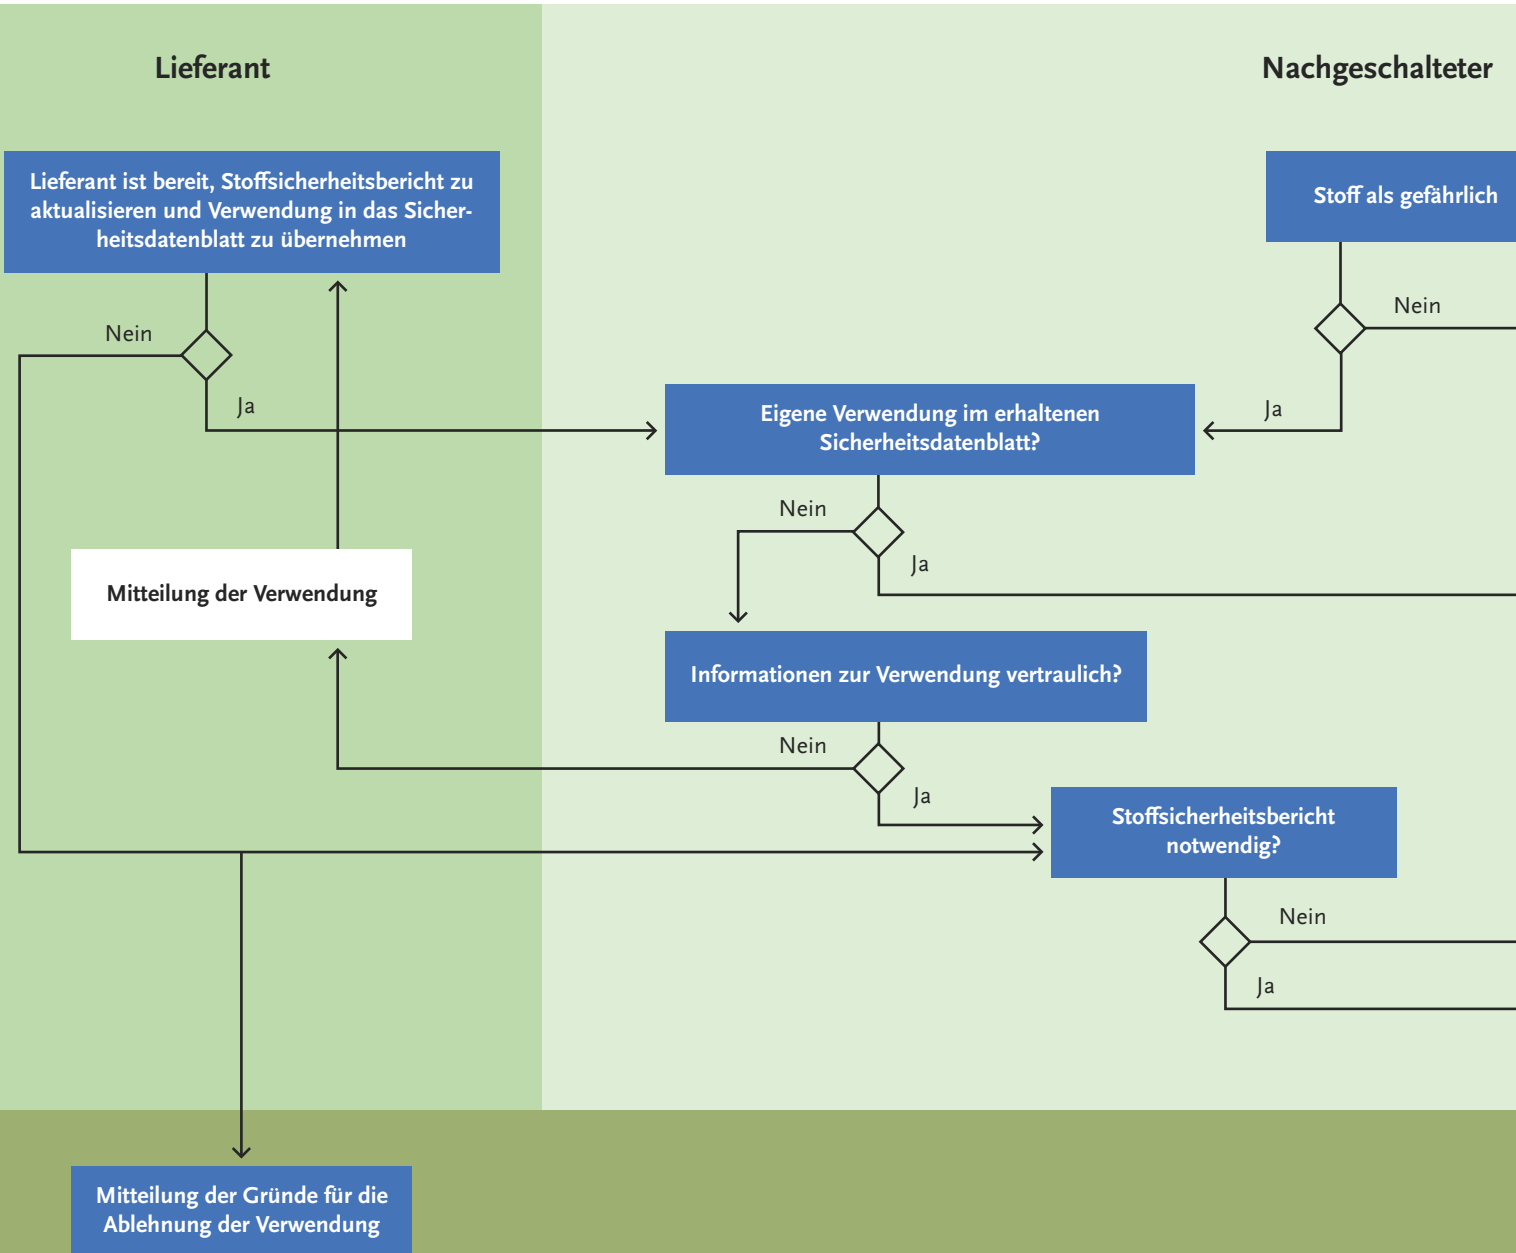 Lieferant
Nachgeschalteter
Lieferant ist bereit, Stoffsicherheitsbericht zu
aktualisieren und Verwendung in das Sicher-
heitsdatenblatt zu übernehmen
Stoff als gefährlich
Nein
Nein
Ja
Ja
Eigene Verwendung im erhaltenen
Sicherheitsdatenblatt?
Nein
Ja
Mitteilung der Verwendung
Informationen zur Verwendung vertraulich?
Nein
Ja
Stoffsicherheitsbericht
notwendig?
Nein
Ja
Mitteilung der Gründe für die
Ablehnung der Verwendung